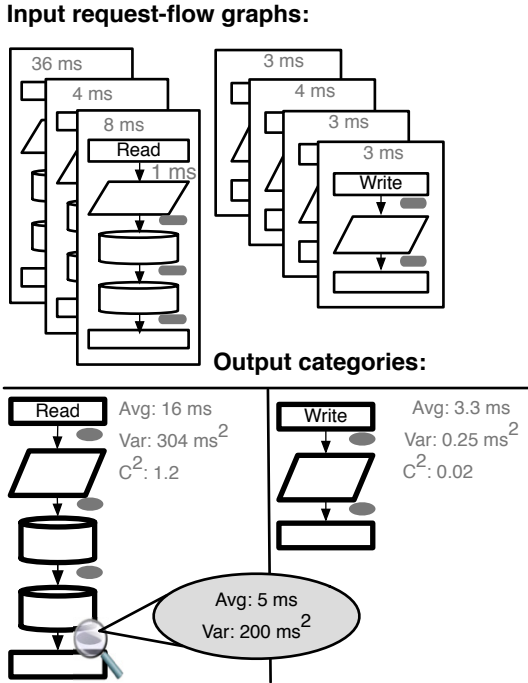 Input request-flow graphs:
36 ms
4 ms
8 ms
Read
1 ms
3 ms
4 ms
3 ms
3 ms
Write
Output categories:
Read
Avg: 16 ms
Var: 304 ms²
C²: 1.2
Write
Avg: 3.3 ms
Var: 0.25 ms²
C²: 0.02
Avg: 5 ms
Var: 200 ms²